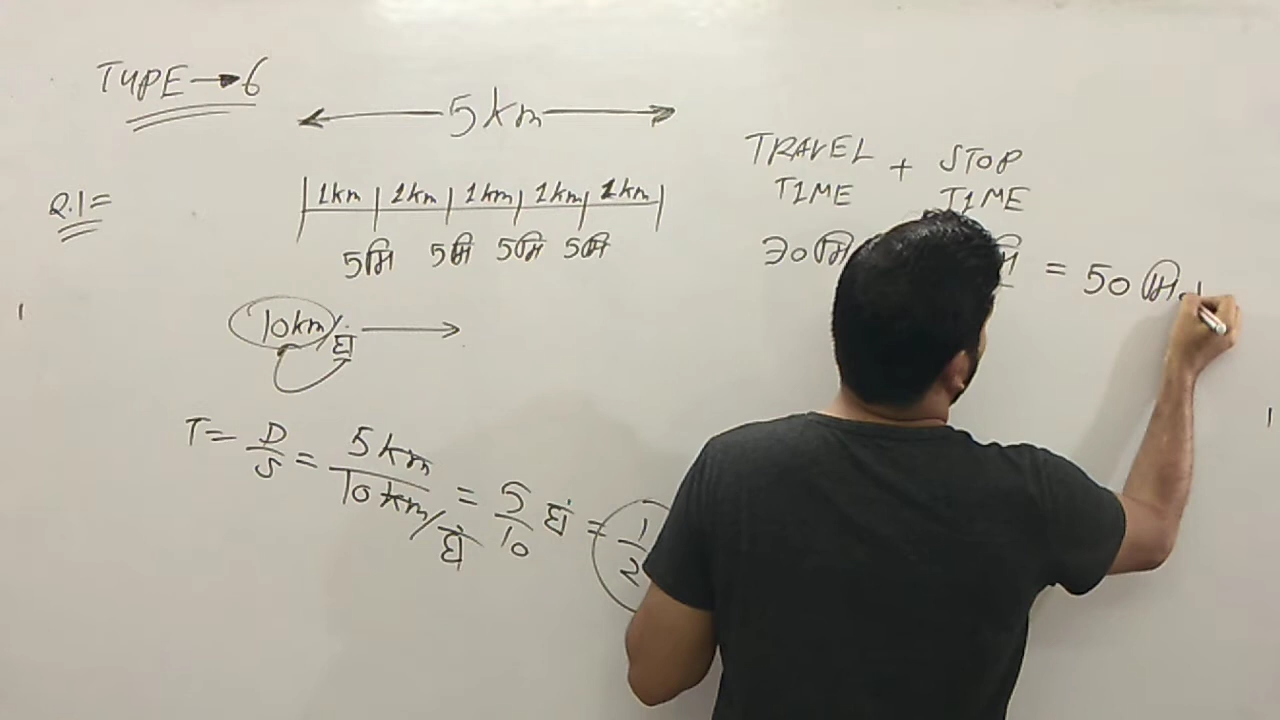 TYPE→6
5 km
Q.1=
1km 1km 1km 1km 1km
5मि 5मि 5मि 5मि
10km/घं
T = D/S = 5 km / 10 km/घं = 5/10 घं = 1/2
TRAVEL + STOP
TIME TIME
30मि = 50 मि.